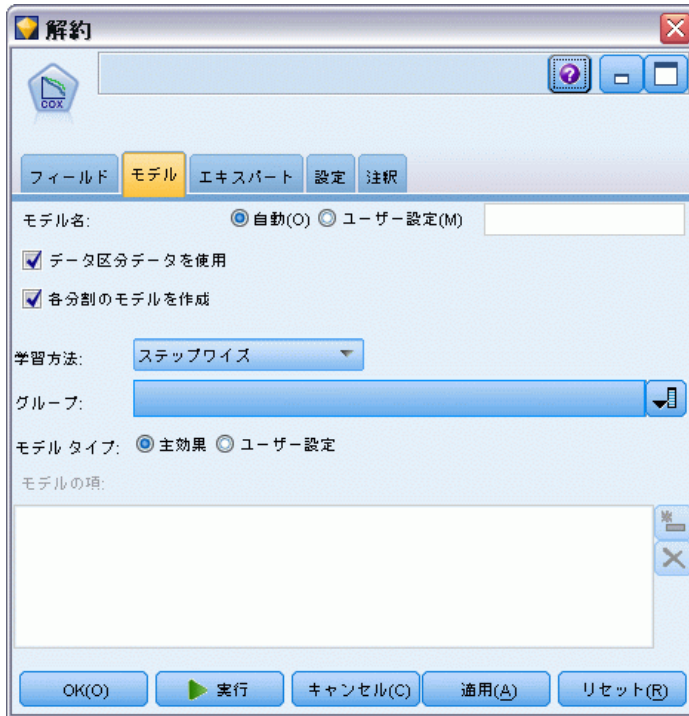 解約
COX
フィールド モデル エキスパート 設定 注釈
モデル名: 自動(O) ユーザー設定(M)
データ区分データを使用
各分割のモデルを作成
学習方法: ステップワイズ
グループ:
モデル タイプ: 主効果 ユーザー設定
モデルの項:
OK(O) 実行 キャンセル(C) 適用(A) リセット(R)